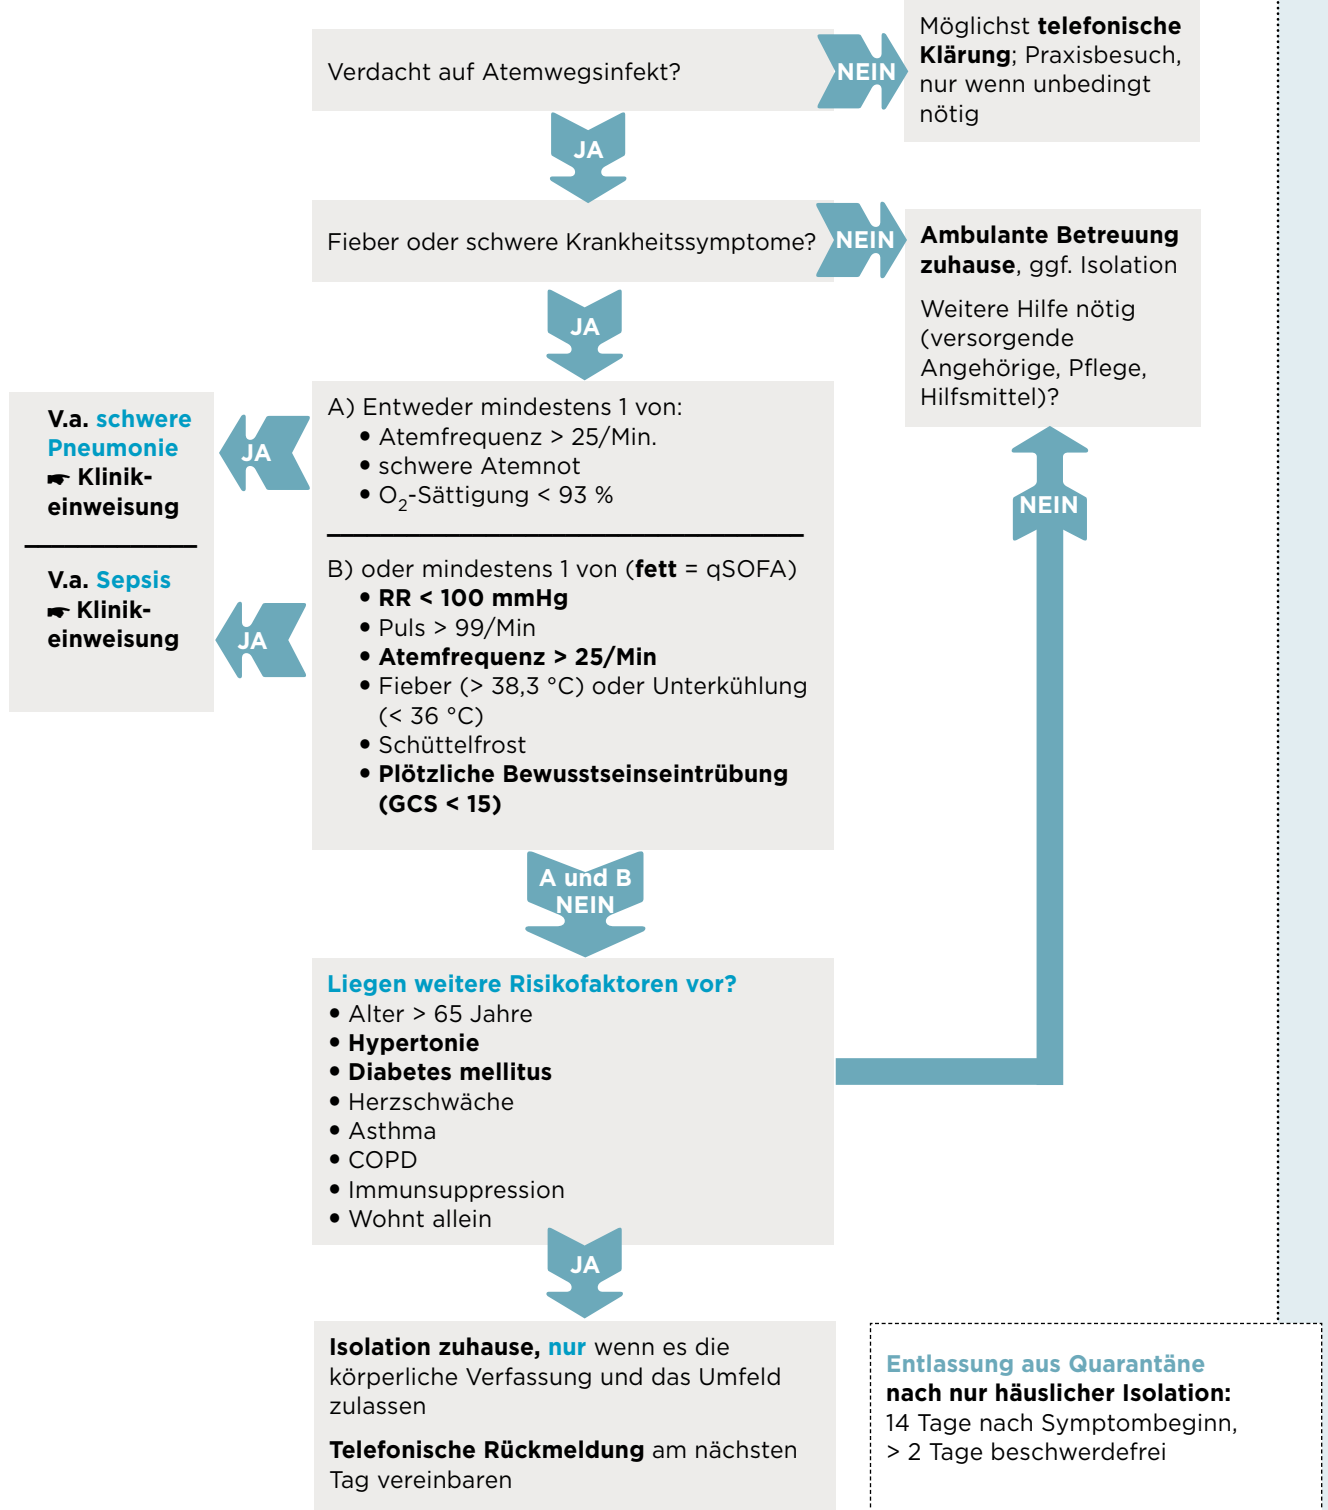 Verdacht auf Atemwegsinfekt?
NEIN
Möglichst telefonische
Klärung; Praxisbesuch,
nur wenn unbedingt
nötig
JA
Fieber oder schwere Krankheitssymptome?
NEIN
Ambulante Betreuung
zuhause, ggf. Isolation
Weitere Hilfe nötig
(versorgende
Angehörige, Pflege,
Hilfsmittel)?
JA
A) Entweder mindestens 1 von:
• Atemfrequenz > 25/Min.
• schwere Atemnot
• O₂-Sättigung < 93 %
JA
V.a. schwere
Pneumonie
☛ Klinik-
einweisung
B) oder mindestens 1 von (fett = qSOFA)
• RR < 100 mmHg
• Puls > 99/Min
• Atemfrequenz > 25/Min
• Fieber (> 38,3 °C) oder Unterkühlung
(< 36 °C)
• Schüttelfrost
• Plötzliche Bewusstseinseintrübung
(GCS < 15)
JA
V.a. Sepsis
☛ Klinik-
einweisung
A und B
NEIN
Liegen weitere Risikofaktoren vor?
• Alter > 65 Jahre
• Hypertonie
• Diabetes mellitus
• Herzschwäche
• Asthma
• COPD
• Immunsuppression
• Wohnt allein
NEIN
JA
Isolation zuhause, nur wenn es die
körperliche Verfassung und das Umfeld
zulassen
Telefonische Rückmeldung am nächsten
Tag vereinbaren
Entlassung aus Quarantäne
nach nur häuslicher Isolation:
14 Tage nach Symptombeginn,
> 2 Tage beschwerdefrei